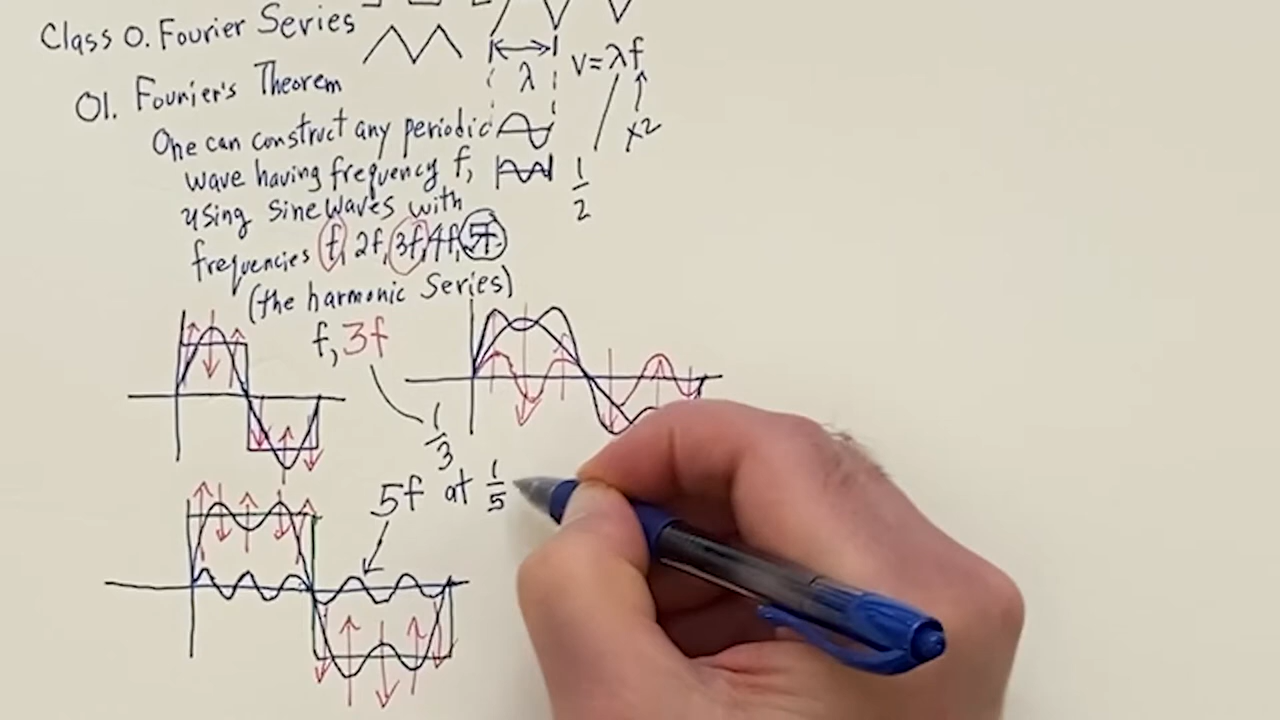 Class 0. Fourier Series
λ
V = λf
×2
01. Fourier's Theorem
One can construct any periodic
wave having frequency f,
1/2
using sine waves with
frequencies f, 2f, 3f, 4f, 5f
(the harmonic series)
f, 3f
1/3
5f at 1/5